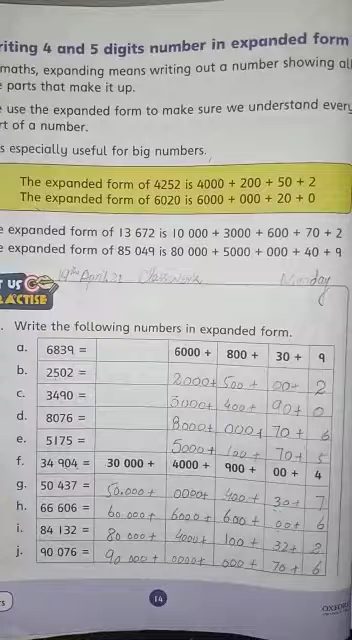 riting 4 and 5 digits number in expanded form
maths, expanding means writing out a number showing all
parts that make it up.
use the expanded form to make sure we understand every
rt of a number.
s especially useful for big numbers.
The expanded form of 4252 is 4000 + 200 + 50 + 2
The expanded form of 6020 is 6000 + 000 + 20 + 0
e expanded form of 13 672 is 10 000 + 3000 + 600 + 70 + 2
e expanded form of 85 049 is 80 000 + 5000 + 000 + 40 + 9
19th April Classwork Monday
T US
ACTISE
. Write the following numbers in expanded form.
a. 6839 = 6000 + 800 + 30 + 9
b. 2502 = 2000+ 500 + 00+ 2
c. 3490 = 3000+ 400+ 90+ 0
d. 8076 = 8000+ 000+ 70 + 6
e. 5175 = 5000+ 100+ 70+ 5
f. 34 904 = 30 000 + 4000 + 900 + 00 + 4
g. 50 437 = 50.000+ 0000+ 400+ 30+ 7
h. 66 606 = 60 000+ 6000+ 600+ 00+ 6
i. 84 132 = 80 000+ 4000+ 100+ 32+ 2
j. 90 076 = 90 000+ 0000+ 000+ 70+ 6
14
OXFORD